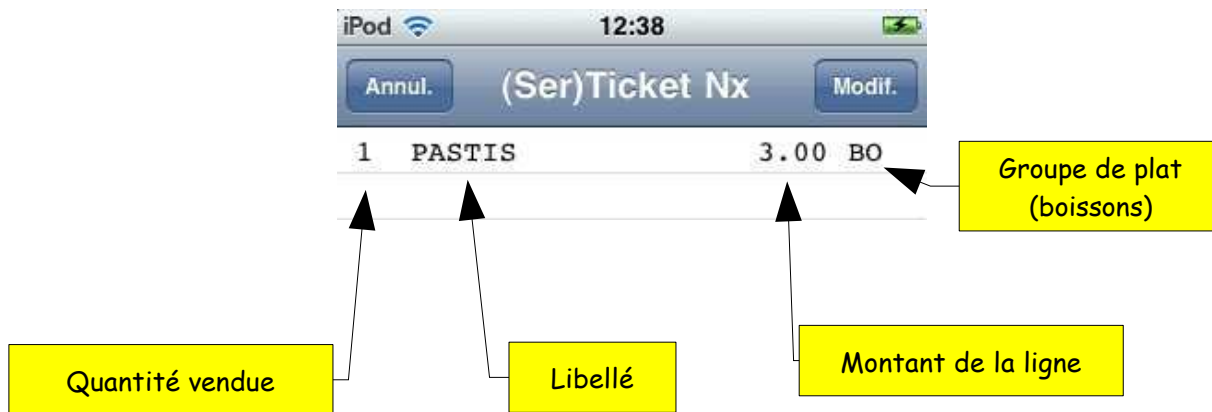 iPod 12:38
Annul. (Ser)Ticket Nx Modif.
1 PASTIS 3.00 BO
Groupe de plat
(boissons)
Quantité vendue
Libellé
Montant de la ligne